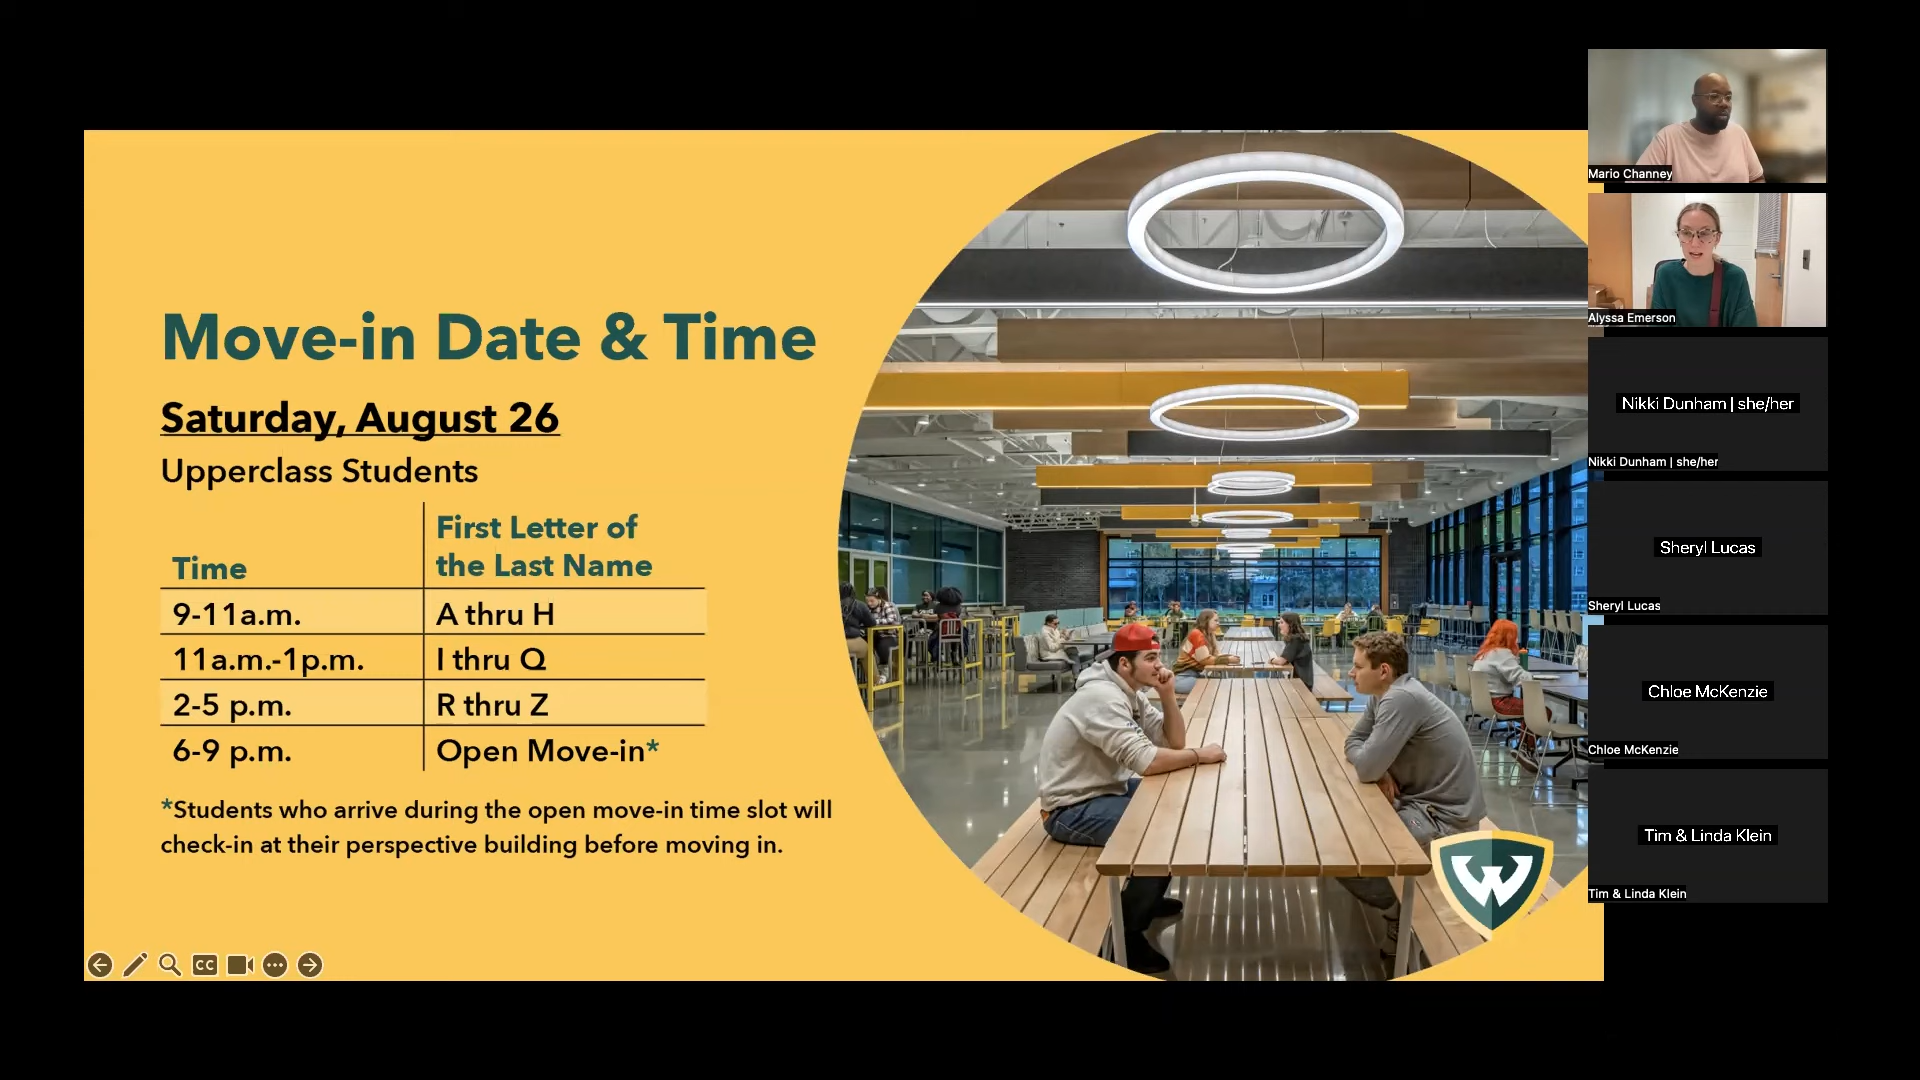 Move-in Date & Time
Saturday, August 26
Upperclass Students
Time
First Letter of
the Last Name
9-11a.m.
A thru H
11a.m.-1p.m.
I thru Q
2-5 p.m.
R thru Z
6-9 p.m.
Open Move-in*
*Students who arrive during the open move-in time slot will
check-in at their perspective building before moving in.
CC
W
Mario Channey
Alyssa Emerson
Nikki Dunham | she/her
Nikki Dunham | she/her
Sheryl Lucas
Sheryl Lucas
Chloe McKenzie
Chloe McKenzie
Tim & Linda Klein
Tim & Linda Klein